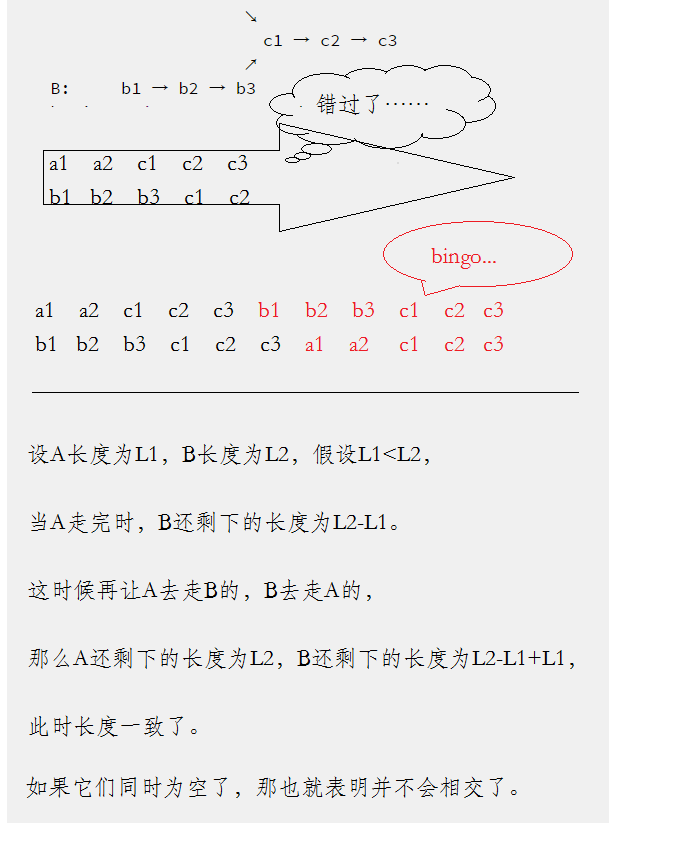 ↘
c1 → c2 → c3
↗
B: b1 → b2 → b3
错过了……
a1 a2 c1 c2 c3
b1 b2 b3 c1 c2
bingo...
a1 a2 c1 c2 c3 b1 b2 b3 c1 c2 c3
b1 b2 b3 c1 c2 c3 a1 a2 c1 c2 c3
设A长度为L1，B长度为L2，假设L1<L2，
当A走完时，B还剩下的长度为L2-L1。
这时候再让A去走B的，B去走A的，
那么A还剩下的长度为L2，B还剩下的长度为L2-L1+L1，
此时长度一致了。
如果它们同时为空了，那也就表明并不会相交了。